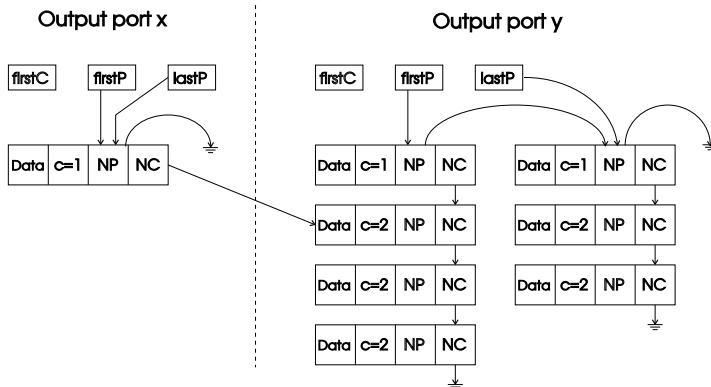 Output port x Output port y
firstC firstP lastP firstC firstP lastP
Data c=1 NP NC Data c=1 NP NC Data c=1 NP NC
Data c=2 NP NC Data c=2 NP NC
Data c=2 NP NC Data c=2 NP NC
Data c=2 NP NC